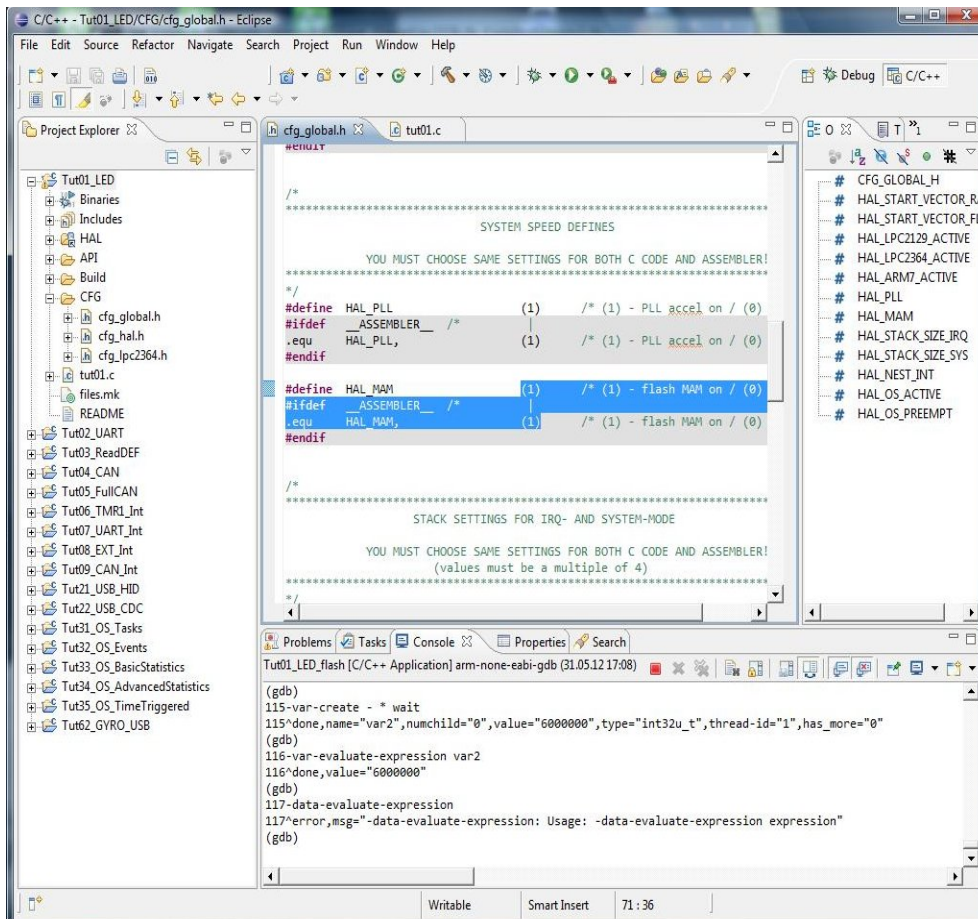 C/C++ - Tut01_LED/CFG/cfg_global.h - Eclipse
File Edit Source Refactor Navigate Search Project Run Window Help
Debug C/C++
Project Explorer
Tut01_LED
Binaries
Includes
HAL
API
Build
CFG
cfg_global.h
cfg_hal.h
cfg_lpc2364.h
tut01.c
files.mk
README
Tut02_UART
Tut03_ReadDEF
Tut04_CAN
Tut05_FullCAN
Tut06_TMR1_Int
Tut07_UART_Int
Tut08_EXT_Int
Tut09_CAN_Int
Tut21_USB_HID
Tut22_USB_CDC
Tut31_OS_Tasks
Tut32_OS_Events
Tut33_OS_BasicStatistics
Tut34_OS_AdvancedStatistics
Tut35_OS_TimeTriggered
Tut62_GYRO_USB
cfg_global.h tut01.c
#endif
/*
******************************************************************
SYSTEM SPEED DEFINES
YOU MUST CHOOSE SAME SETTINGS FOR BOTH C CODE AND ASSEMBLER!
******************************************************************
*/
#define HAL_PLL (1) /* (1) - PLL accel on / (0)
#ifdef __ASSEMBLER__ /* |
.equ HAL_PLL, (1) /* (1) - PLL accel on / (0)
#endif
#define HAL_MAM (1) /* (1) - flash MAM on / (0)
#ifdef __ASSEMBLER__ /* |
.equ HAL_MAM, (1) /* (1) - flash MAM on / (0)
#endif
/*
******************************************************************
STACK SETTINGS FOR IRQ- AND SYSTEM-MODE
YOU MUST CHOOSE SAME SETTINGS FOR BOTH C CODE AND ASSEMBLER!
(values must be a multiple of 4)
******************************************************************
*/
O T »1
# CFG_GLOBAL_H
# HAL_START_VECTOR_RA
# HAL_START_VECTOR_FL
# HAL_LPC2129_ACTIVE
# HAL_LPC2364_ACTIVE
# HAL_ARM7_ACTIVE
# HAL_PLL
# HAL_MAM
# HAL_STACK_SIZE_IRQ
# HAL_STACK_SIZE_SYS
# HAL_NEST_INT
# HAL_OS_ACTIVE
# HAL_OS_PREEMPT
Problems Tasks Console Properties Search
Tut01_LED_flash [C/C++ Application] arm-none-eabi-gdb (31.05.12 17:08)
(gdb)
115-var-create - * wait
115^done,name="var2",numchild="0",value="6000000",type="int32u_t",thread-id="1",has_more="0"
(gdb)
116-var-evaluate-expression var2
116^done,value="6000000"
(gdb)
117-data-evaluate-expression
117^error,msg="-data-evaluate-expression: Usage: -data-evaluate-expression expression"
(gdb)
Writable Smart Insert 71 : 36